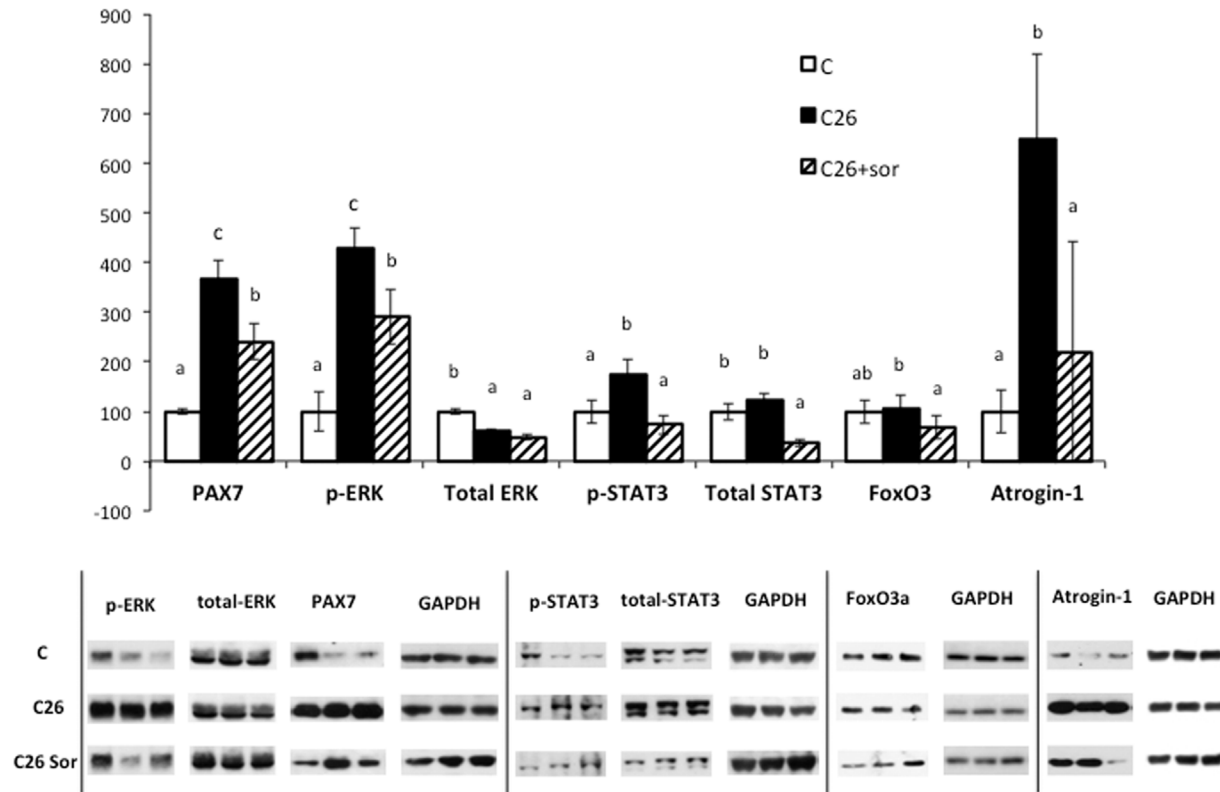 900
800
700
600
500
400
300
200
100
0
-100
C
C26
C26+sor
a c b
a c b
b a a
a b a
b b a
ab b a
a b a
PAX7 p-ERK Total ERK p-STAT3 Total STAT3 FoxO3 Atrogin-1
p-ERK total-ERK PAX7 GAPDH p-STAT3 total-STAT3 GAPDH FoxO3a GAPDH Atrogin-1 GAPDH
C
C26
C26 Sor